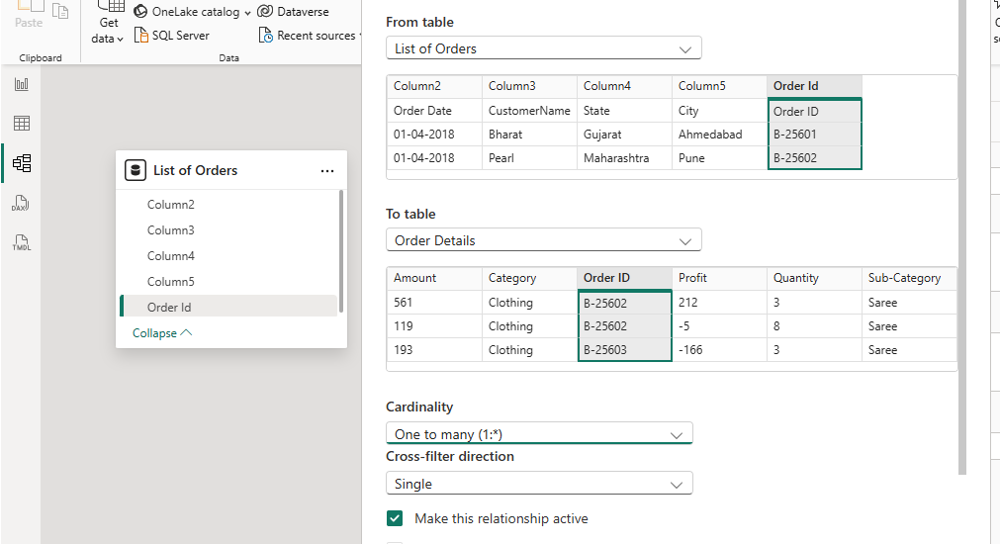 Paste
Clipboard
Get data
OneLake catalog
SQL Server
Dataverse
Recent sources
Data
DAX
TMDL
List of Orders
...
Column2
Column3
Column4
Column5
Order Id
Collapse
From table
List of Orders
Column2 Column3 Column4 Column5 Order Id
Order Date CustomerName State City Order ID
01-04-2018 Bharat Gujarat Ahmedabad B-25601
01-04-2018 Pearl Maharashtra Pune B-25602
To table
Order Details
Amount Category Order ID Profit Quantity Sub-Category
561 Clothing B-25602 212 3 Saree
119 Clothing B-25602 -5 8 Saree
193 Clothing B-25603 -166 3 Saree
Cardinality
One to many (1:*)
Cross-filter direction
Single
Make this relationship active